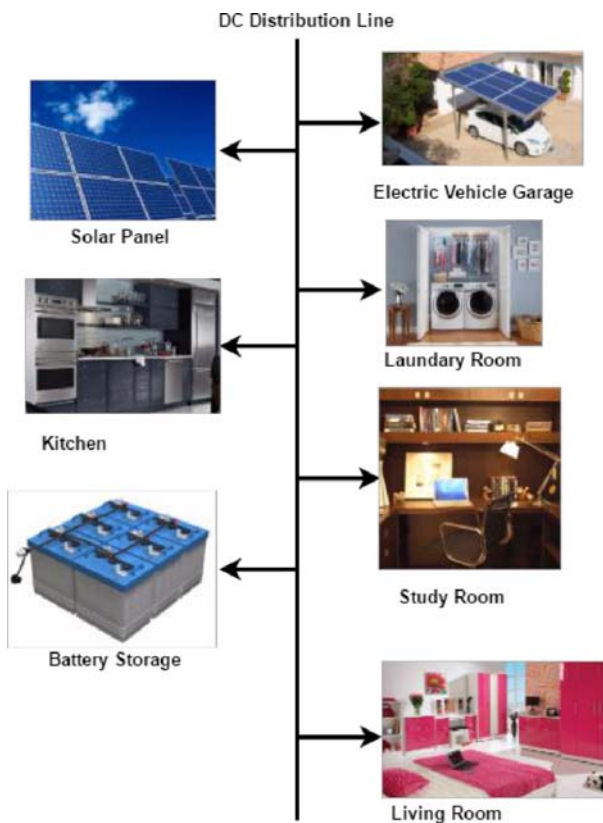 DC Distribution Line
Solar Panel
Electric Vehicle Garage
Laundary Room
Kitchen
Study Room
Battery Storage
Living Room